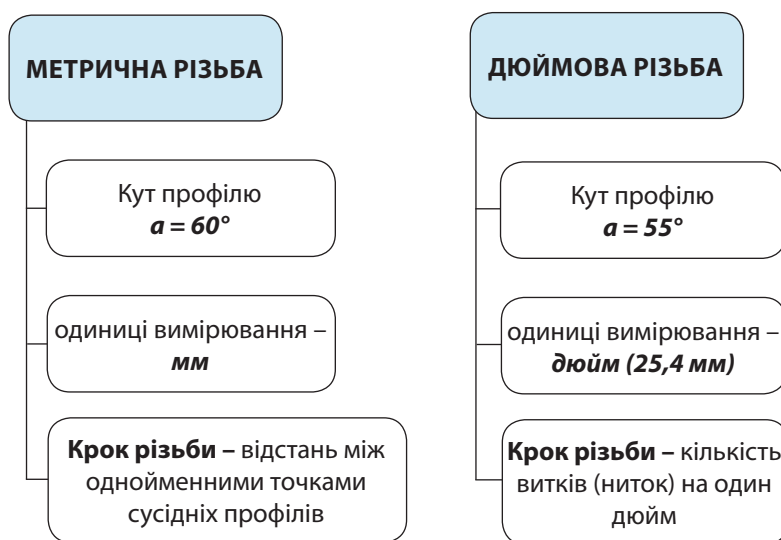 МЕТРИЧНА РІЗЬБА
Кут профілю
a = 60°
одиниці вимірювання –
мм
Крок різьби – відстань між
однойменними точками
сусідніх профілів
ДЮЙМОВА РІЗЬБА
Кут профілю
a = 55°
одиниці вимірювання –
дюйм (25,4 мм)
Крок різьби – кількість
витків (ниток) на один
дюйм